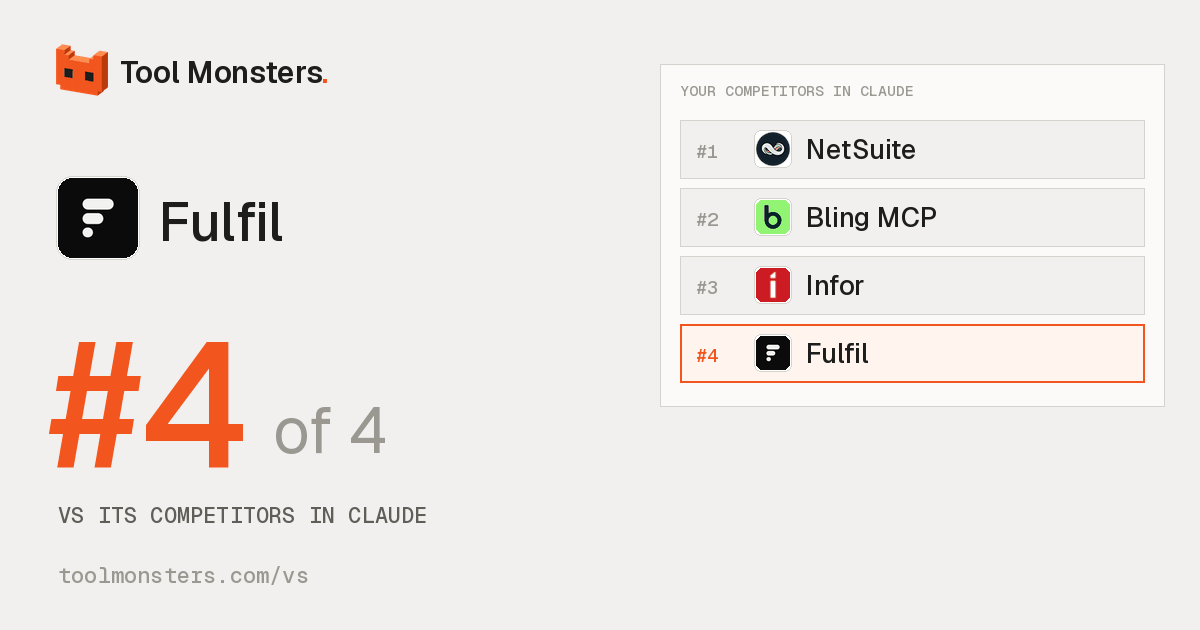 Tool Monsters.
Fulfil
#4 of 4
VS ITS COMPETITORS IN CLAUDE
toolmonsters.com/vs
YOUR COMPETITORS IN CLAUDE
#1 NetSuite
#2 Bling MCP
#3 Infor
#4 Fulfil